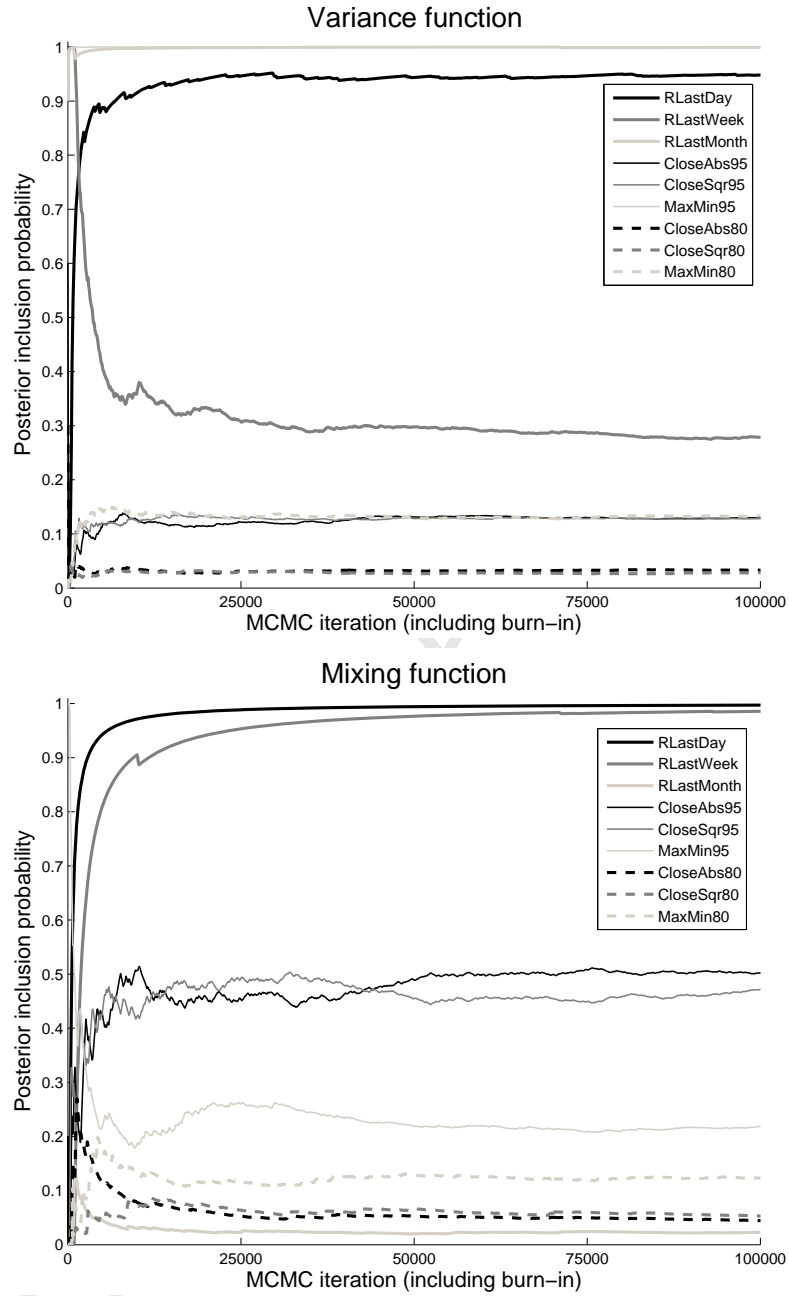 Variance function
1
0.9
0.8
0.7
0.6
0.5
0.4
0.3
0.2
0.1
0
Posterior inclusion probability
RLastDay
RLastWeek
RLastMonth
CloseAbs95
CloseSqr95
MaxMin95
CloseAbs80
CloseSqr80
MaxMin80
0 25000 50000 75000 100000
MCMC iteration (including burn−in)
Mixing function
1
0.9
0.8
0.7
0.6
0.5
0.4
0.3
0.2
0.1
0
Posterior inclusion probability
RLastDay
RLastWeek
RLastMonth
CloseAbs95
CloseSqr95
MaxMin95
CloseAbs80
CloseSqr80
MaxMin80
0 25000 50000 75000 100000
MCMC iteration (including burn−in)